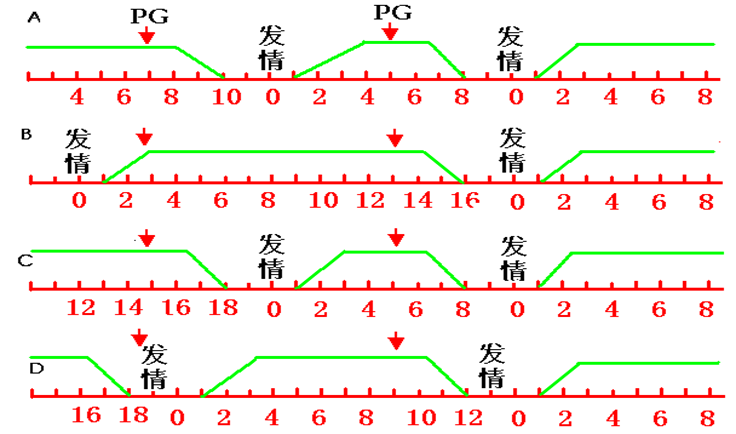 PG PG
A 发情 发情
4 6 8 10 0 2 4 6 8 0 2 4 6 8
B 发情 发情
0 2 4 6 8 10 12 14 16 0 2 4 6 8
C 发情 发情
12 14 16 18 0 2 4 6 8 0 2 4 6 8
D 发情 发情
16 18 0 2 4 6 8 10 12 0 2 4 6 8